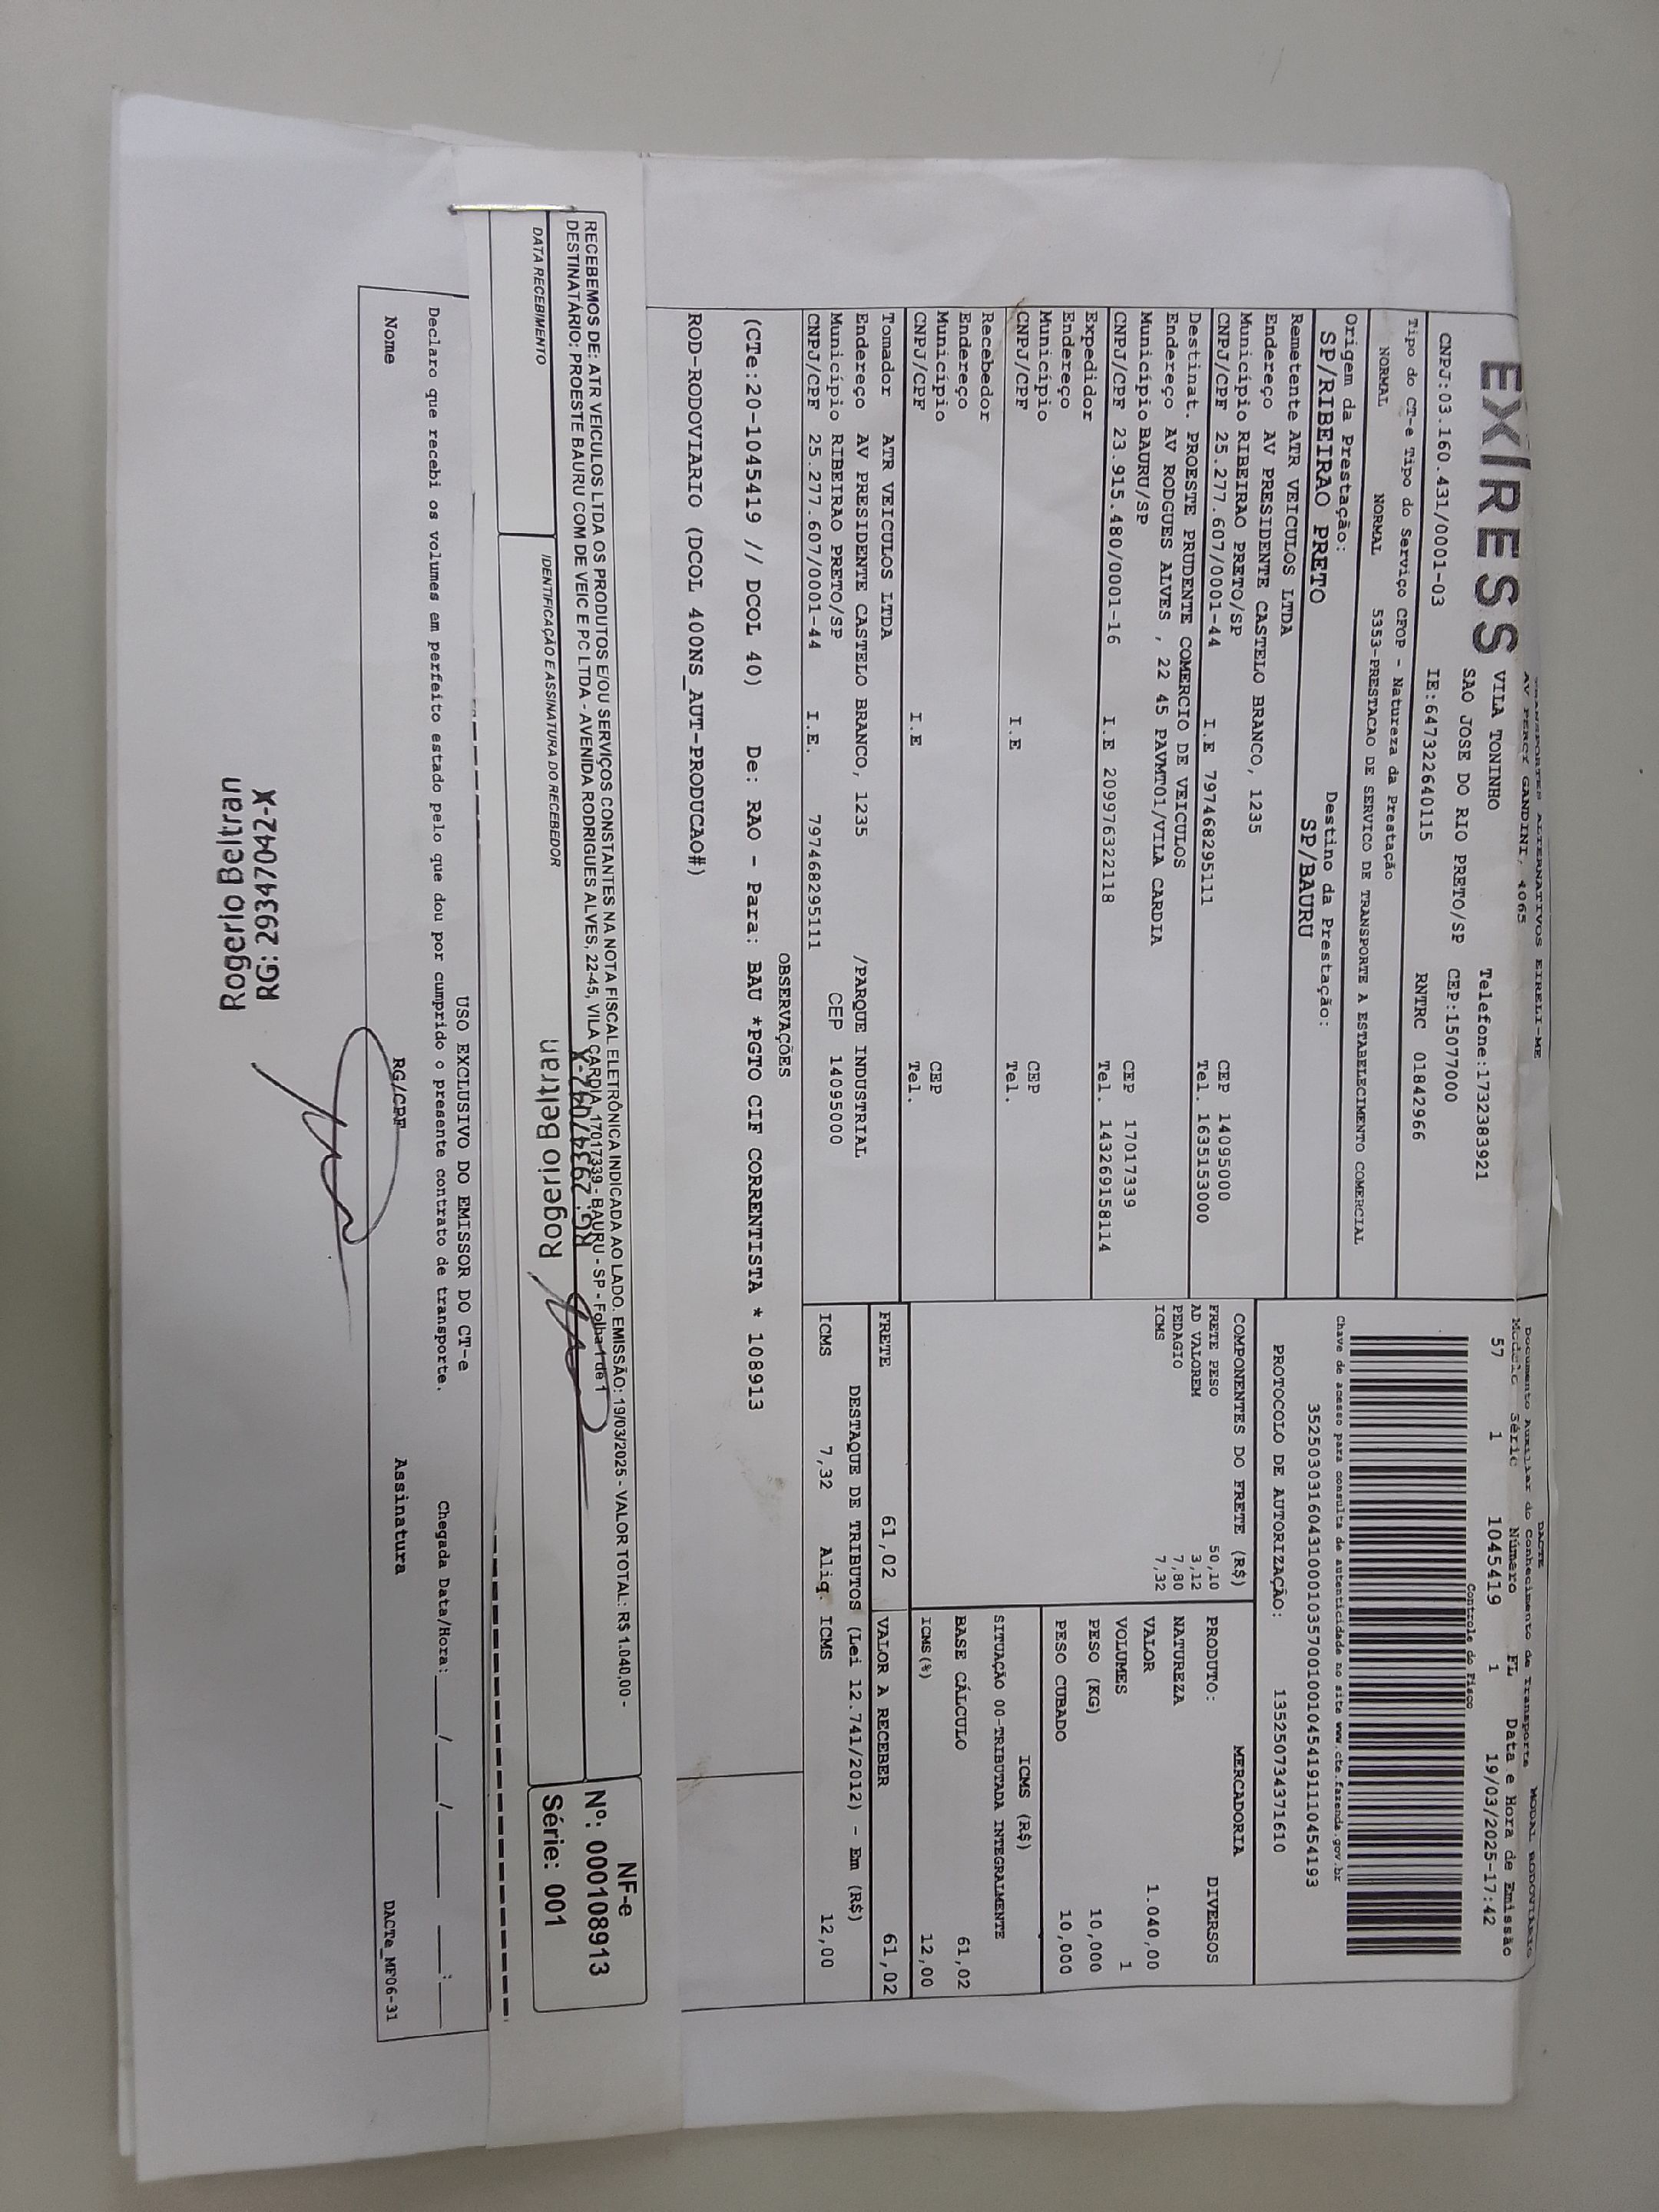 EXPRESS
TRANSPORTES ALTERNATIVOS EIRELI-ME
AV PERCY GANDINI, 4065
VILA TONINHO Telefone:1732383921
SAO JOSE DO RIO PRETO/SP CEP:15077000
CNPJ:03.160.431/0001-03 IE:647322640115 RNTRC 01842966
Tipo do CT-e Tipo do Serviço CFOP - Natureza da Prestação
NORMAL NORMAL 5353-PRESTACAO DE SERVICO DE TRANSPORTE A ESTABELECIMENTO COMERCIAL
Origem da Prestação: Destino da Prestação:
SP/RIBEIRAO PRETO SP/BAURU
DACTE
Documento Auxiliar do Conhecimento de Transporte MODAL RODOVIÁRIO
Modelo Série Número FL Data e Hora de Emissão
57 1 1045419 1 19/03/2025-17:42
Controle do Fisco
Chave de acesso para consulta de autenticidade no site www.cte.fazenda.gov.br
35250303160431000103570010010454191110454193
PROTOCOLO DE AUTORIZAÇÃO: 135250734371610
Remetente ATR VEICULOS LTDA
Endereço AV PRESIDENTE CASTELO BRANCO, 1235
Município RIBEIRAO PRETO/SP CEP 14095000
CNPJ/CPF 25.277.607/0001-44 I.E 797468295111 Tel. 1635153000
Destinat. PROESTE PRUDENTE COMERCIO DE VEICULOS
Endereço AV RODGUES ALVES , 22 45 PAVMT01/VILA CARDIA
Município BAURU/SP CEP 17017339
CNPJ/CPF 23.915.480/0001-16 I.E 209976322118 Tel. 143269158114
Expedidor
Endereço
Município CEP
CNPJ/CPF I.E Tel.
Recebedor
Endereço
Município CEP
CNPJ/CPF I.E Tel.
Tomador ATR VEICULOS LTDA
Endereço AV PRESIDENTE CASTELO BRANCO, 1235 /PARQUE INDUSTRIAL
Município RIBEIRAO PRETO/SP CEP 14095000
CNPJ/CPF 25.277.607/0001-44 I.E. 797468295111
COMPONENTES DO FRETE (R$)
FRETE PESO 50,10
AD VALOREM 3,12
PEDAGIO 7,80
ICMS 7,32
MERCADORIA
PRODUTO: DIVERSOS
NATUREZA
VALOR 1.040,00
VOLUMES 1
PESO (KG) 10,000
PESO CUBADO 10,000
ICMS (R$)
SITUAÇÃO 00-TRIBUTADA INTEGRALMENTE
BASE CÁLCULO 61,02
ICMS(%) 12,00
FRETE 61,02 VALOR A RECEBER 61,02
DESTAQUE DE TRIBUTOS (Lei 12.741/2012) - Em (R$)
ICMS 7,32 Aliq. ICMS 12,00
OBSERVAÇÕES
(CTe:20-1045419 // DCOL 40) De: RAO - Para: BAU *PGTO CIF CORRENTISTA * 108913
ROD-RODOVIARIO (DCOL 400NS_AUT-PRODUCAO#)
RECEBEMOS DE: ATR VEICULOS LTDA OS PRODUTOS E/OU SERVIÇOS CONSTANTES NA NOTA FISCAL ELETRÔNICA INDICADA AO LADO. EMISSÃO: 19/03/2025 - VALOR TOTAL: R$ 1.040,00 -
DESTINATÁRIO: PROESTE BAURU COM DE VEIC E PC LTDA - AVENIDA RODRIGUES ALVES, 22-45, VILA CARDIA, 17017339 - BAURU - SP - Folha 1 de 1
DATA RECEBIMENTO IDENTIFICAÇÃO E ASSINATURA DO RECEBEDOR
RG: 29347042-X
Rogerio Beltran
NF-e
Nº: 000108913
Série: 001
USO EXCLUSIVO DO EMISSOR DO CT-e
Declaro que recebi os volumes em perfeito estado pelo que dou por cumprido o presente contrato de transporte. Chegada Data/Hora:____/____/____ __:__
Nome RG/CPF Assinatura
DACTe_MF06-31
RG: 29347042-X
Rogerio Beltran